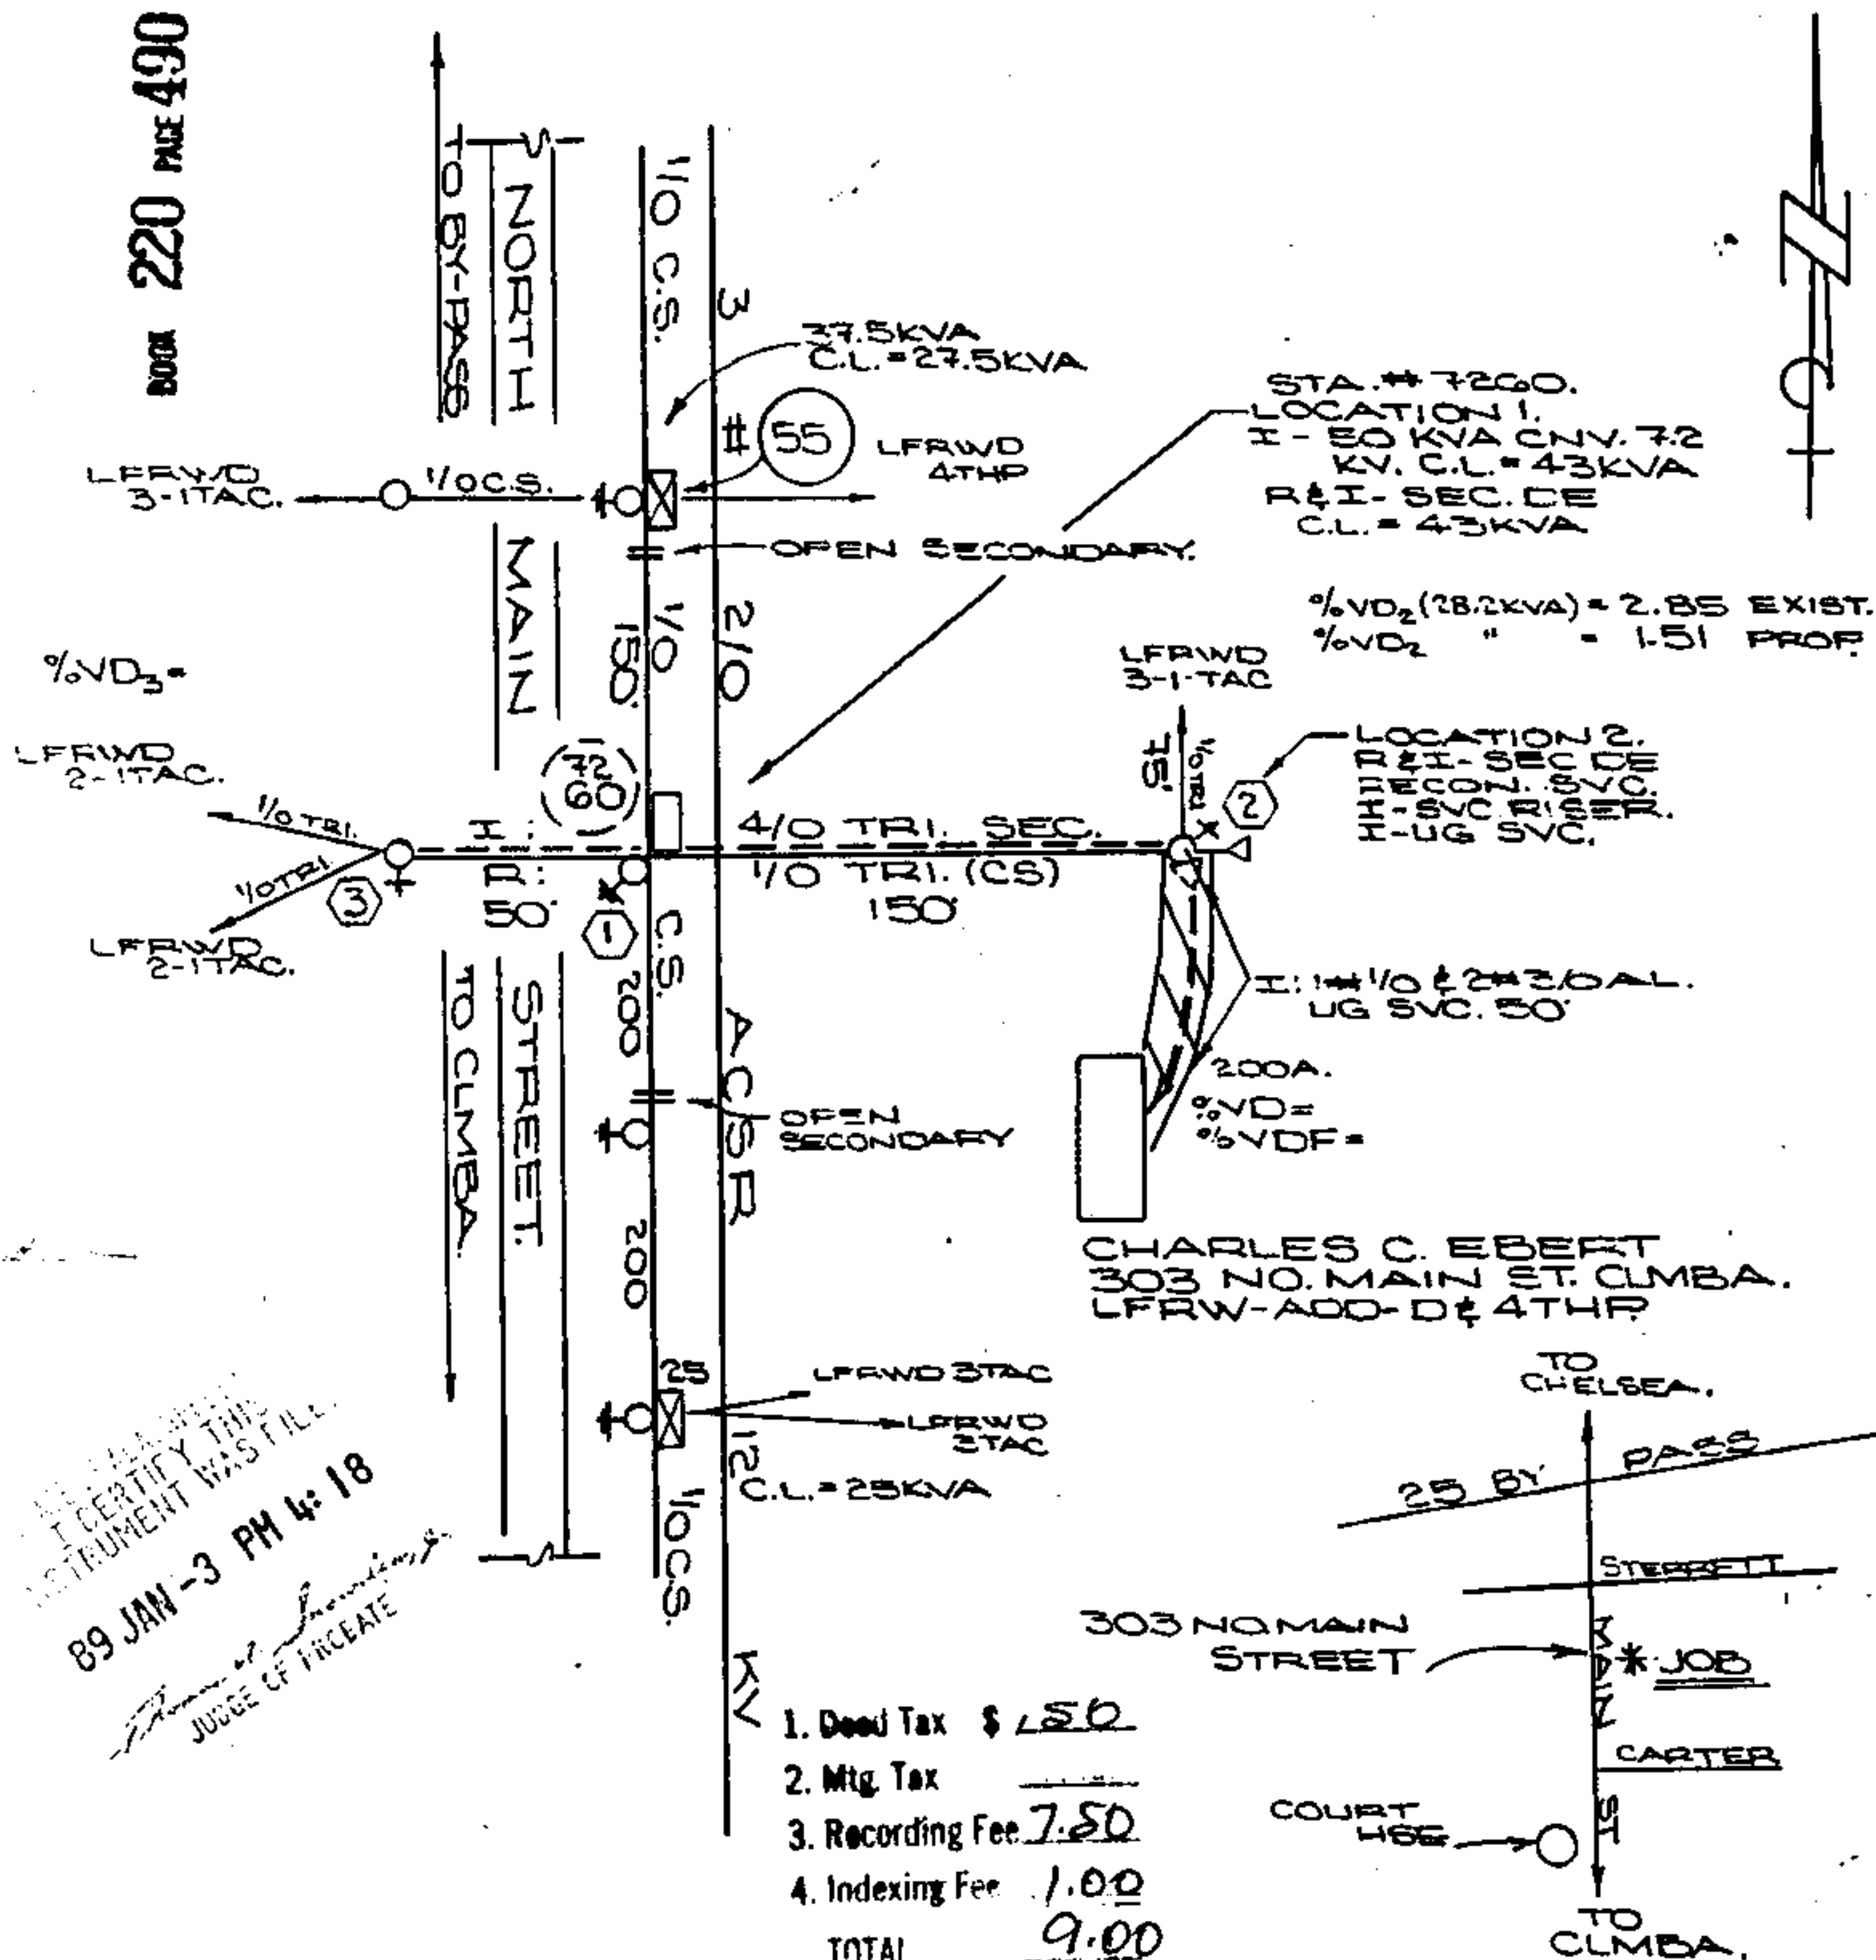 BOOK 220 PAGE 490
TO BY-PASS
NORTH
1/0 C.S.
3
37.5KVA
C.L.=27.5KVA
# 55
LFRWD
4THP
LFRWD
3-1TAC.
1/0 C.S.
OPEN SECONDARY.
STA. # 7260.
LOCATION 1.
I - 50 KVA CNV. 7.2
KV. C.L. = 43KVA
R&I- SEC. DE
C.L. = 43KVA
%VD2 (28.2KVA) = 2.85 EXIST.
%VD2 " = 1.51 PROP.
MAIN
1/0
150'
2/0
%VD3=
LFRWD
2-1TAC.
1/0 TRI.
1/0 TRI.
LFRWD
2-1TAC.
3
72
60
I:
R:
50'
1
4/0 TRI. SEC.
1/0 TRI. (CS)
150'
LFRWD
3-1-TAC
75'
1/0 TRI
2
LOCATION 2.
R&I- SEC DE
RECON. SVC.
I-SVC RISER.
I-UG SVC.
I: 1#1/0 & 2#3/0 AL.
UG SVC. 50'
200A.
%VD=
%VDF=
TO CLMBA.
STREET.
C.S.
200
ACSR
OPEN
SECONDARY
200
CHARLES C. EBERT
303 NO. MAIN ST. CLMBA.
LFRW-ADD-D & 4THP.
25
LFRWD 3TAC
LFRWD
3TAC
12
C.L.=25KVA
1/0 C.S.
KV
I CERTIFY THIS
INSTRUMENT WAS FILE
89 JAN -3 PM 4:18
JUDGE OF PROBATE
TO
CHELSEA.
25 BY PASS
STERRETT
303 NO. MAIN
STREET
MAIN
* JOB
CARTER
COURT
HSE
ST
TO
CLMBA.
1. Deed Tax $ .50
2. Mtg. Tax
3. Recording Fee 7.50
4. Indexing Fee 1.00
TOTAL 9.00